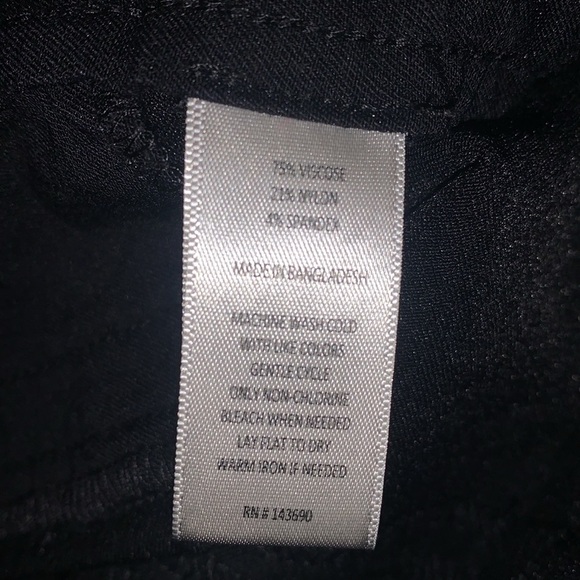 75% VISCOSE
21% NYLON
4% SPANDEX
MADE IN BANGLADESH
MACHINE WASH COLD
WITH LIKE COLORS
GENTLE CYCLE
ONLY NON-CHLORINE
BLEACH WHEN NEEDED
LAY FLAT TO DRY
WARM IRON IF NEEDED
RN # 143690